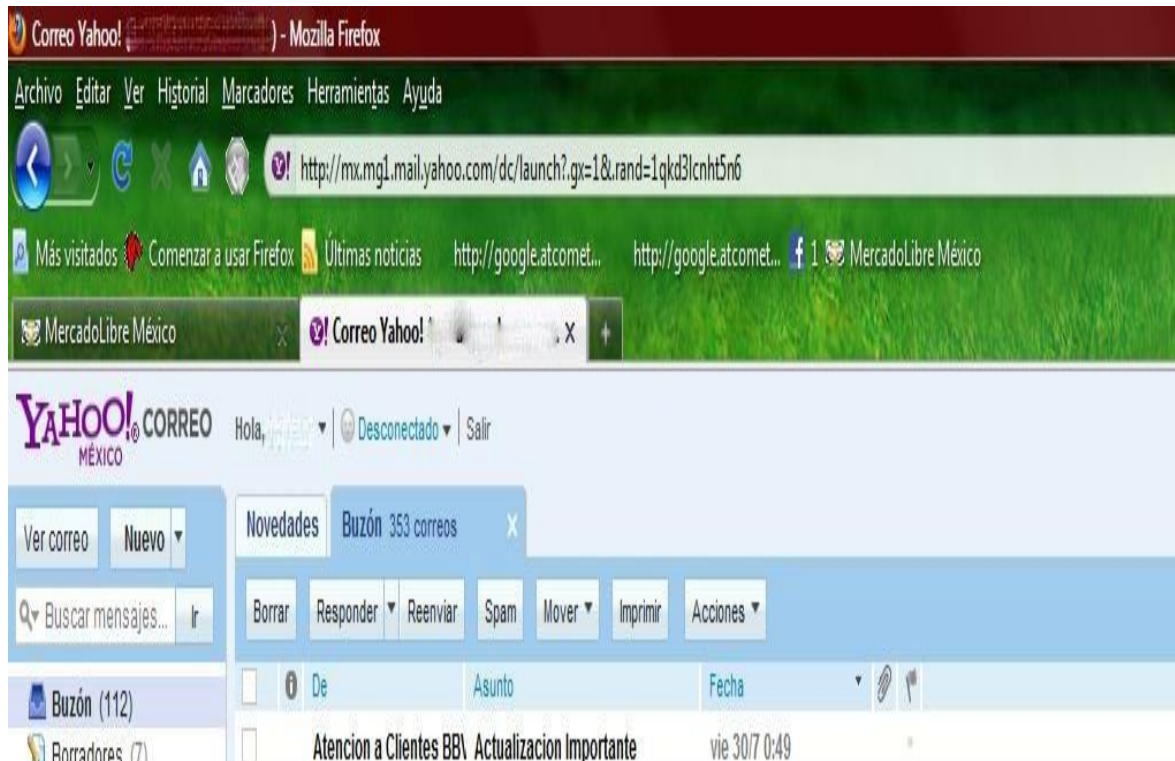 Correo Yahoo! ) - Mozilla Firefox
Archivo Editar Ver Historial Marcadores Herramientas Ayuda
http://mx.mg1.mail.yahoo.com/dc/launch?.gx=1&.rand=1qkd3lcnht5n6
Más visitados Comenzar a usar Firefox Últimas noticias http://google.atcomet... http://google.atcomet... 1 MercadoLibre México
MercadoLibre México Correo Yahoo!
YAHOO! CORREO
MÉXICO
Hola, Desconectado Salir
Ver correo Nuevo
Novedades Buzón 353 correos
Buscar mensajes... Ir
Borrar Responder Reenviar Spam Mover Imprimir Acciones
De Asunto Fecha
Buzón (112)
Borradores (7)
Atencion a Clientes BBV Actualizacion Importante vie 30/7 0:49